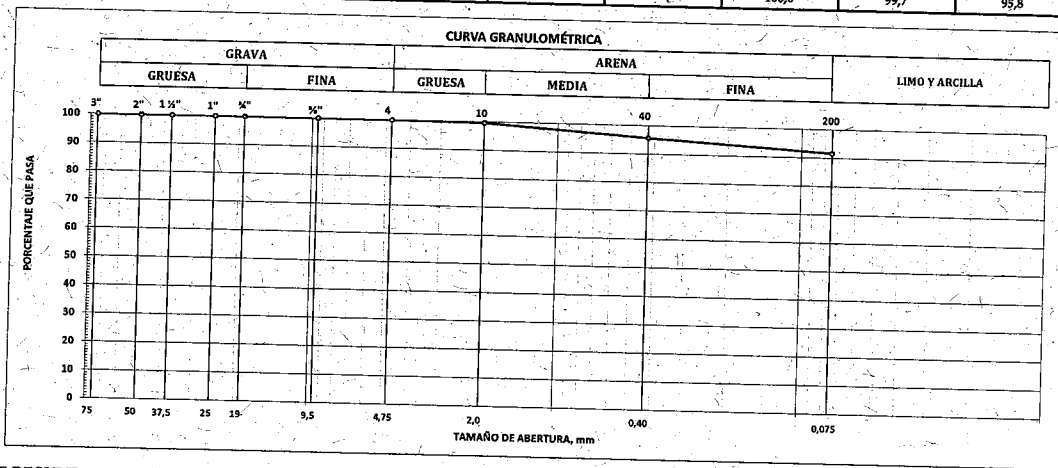 99,7 95,8
CURVA GRANULOMÉTRICA
GRAVA ARENA LIMO Y ARCILLA
GRUESA FINA GRUESA MEDIA FINA
3" 2" 1 ½" 1" ¾" ⅜" 4 10 40 200
100
90
80
70
60
50
40
30
20
10
0
PORCENTAJE QUE PASA
75 50 37,5 25 19 9,5 4,75 2,0 0,40 0,075
TAMAÑO DE ABERTURA, mm